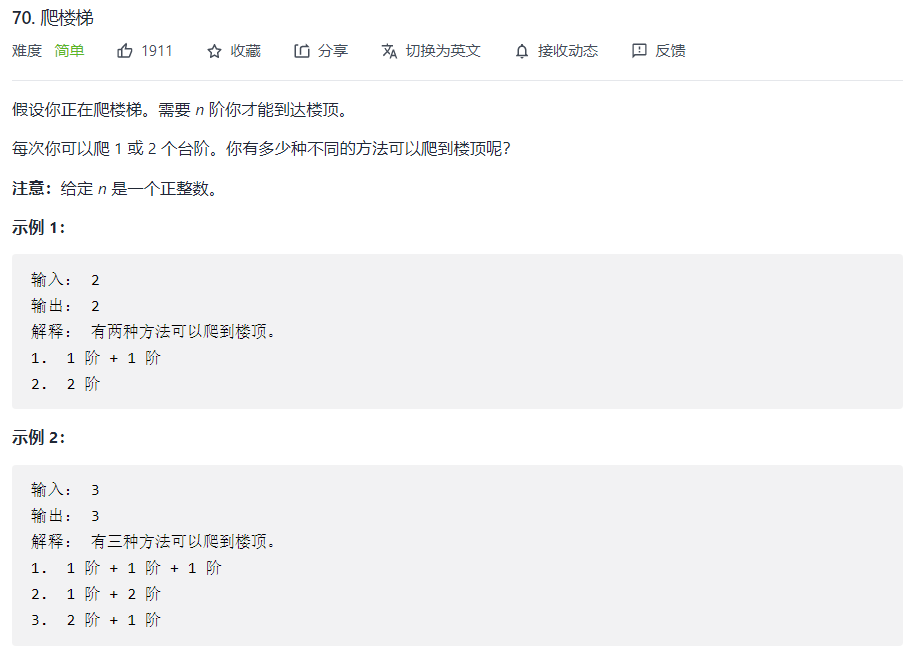 70. 爬楼梯
难度 简单 1911 收藏 分享 切换为英文 接收动态 反馈
假设你正在爬楼梯。需要 n 阶你才能到达楼顶。
每次你可以爬 1 或 2 个台阶。你有多少种不同的方法可以爬到楼顶呢?
注意：给定 n 是一个正整数。
示例 1：
输入： 2
输出： 2
解释： 有两种方法可以爬到楼顶。
1. 1 阶 + 1 阶
2. 2 阶
示例 2：
输入： 3
输出： 3
解释： 有三种方法可以爬到楼顶。
1. 1 阶 + 1 阶 + 1 阶
2. 1 阶 + 2 阶
3. 2 阶 + 1 阶